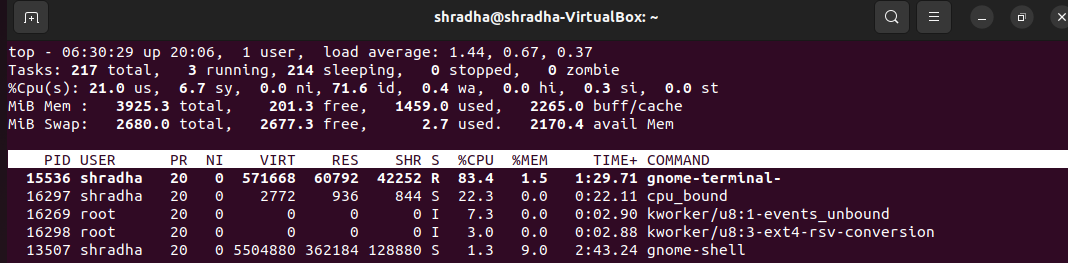 shradha@shradha-VirtualBox: ~
top - 06:30:29 up 20:06,  1 user,  load average: 1.44, 0.67, 0.37
Tasks: 217 total,   3 running, 214 sleeping,   0 stopped,   0 zombie
%Cpu(s): 21.0 us,  6.7 sy,  0.0 ni, 71.6 id,  0.4 wa,  0.0 hi,  0.3 si,  0.0 st
MiB Mem :   3925.3 total,    201.3 free,   1459.0 used,   2265.0 buff/cache
MiB Swap:   2680.0 total,   2677.3 free,      2.7 used.   2170.4 avail Mem
PID USER      PR  NI    VIRT    RES    SHR S  %CPU  %MEM     TIME+ COMMAND
15536 shradha   20   0  571668  60792  42252 R  83.4   1.5   1:29.71 gnome-terminal-
16297 shradha   20   0    2772    936    844 S  22.3   0.0   0:22.11 cpu_bound
16269 root      20   0       0      0      0 I   7.3   0.0   0:02.90 kworker/u8:1-events_unbound
16298 root      20   0       0      0      0 I   3.0   0.0   0:02.88 kworker/u8:3-ext4-rsv-conversion
13507 shradha   20   0 5504880 362184 128880 S   1.3   9.0   2:43.24 gnome-shell